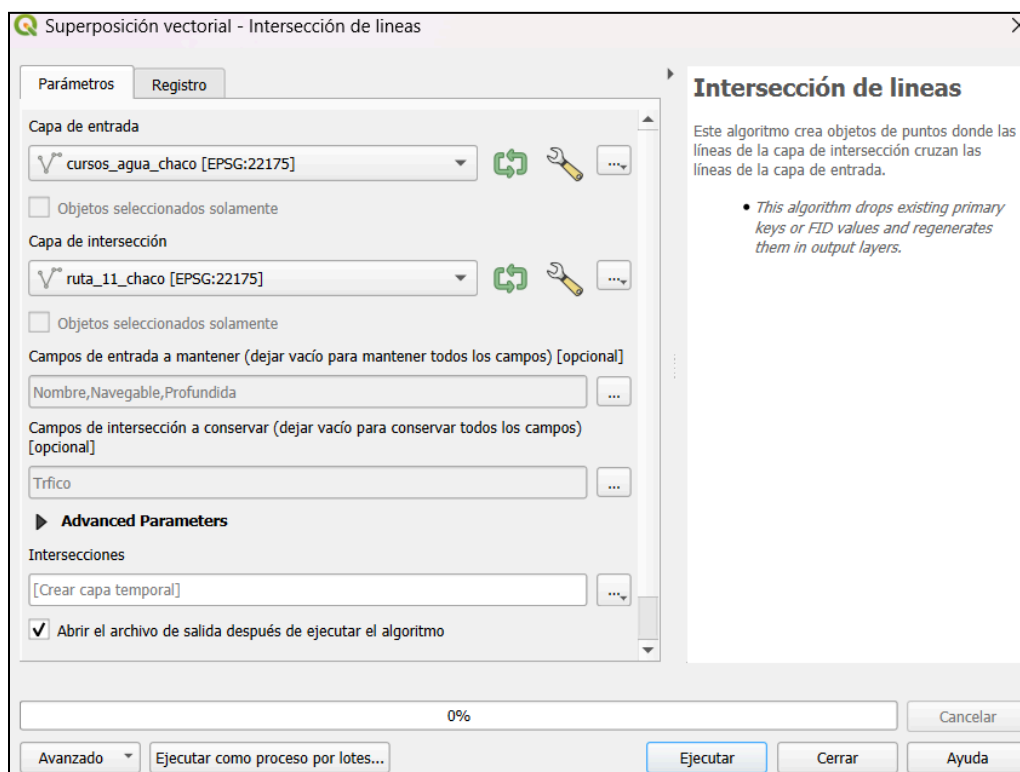 Superposición vectorial - Intersección de lineas
Parámetros
Registro
Capa de entrada
cursos_agua_chaco [EPSG:22175]
...
Objetos seleccionados solamente
Capa de intersección
ruta_11_chaco [EPSG:22175]
...
Objetos seleccionados solamente
Campos de entrada a mantener (dejar vacío para mantener todos los campos) [opcional]
Nombre,Navegable,Profundida
...
Campos de intersección a conservar (dejar vacío para conservar todos los campos)
[opcional]
Trfico
...
Advanced Parameters
Intersecciones
[Crear capa temporal]
...
Abrir el archivo de salida después de ejecutar el algoritmo
Intersección de lineas
Este algoritmo crea objetos de puntos donde las
líneas de la capa de intersección cruzan las
líneas de la capa de entrada.
• This algorithm drops existing primary
keys or FID values and regenerates
them in output layers.
0%
Cancelar
Avanzado
Ejecutar como proceso por lotes...
Ejecutar
Cerrar
Ayuda